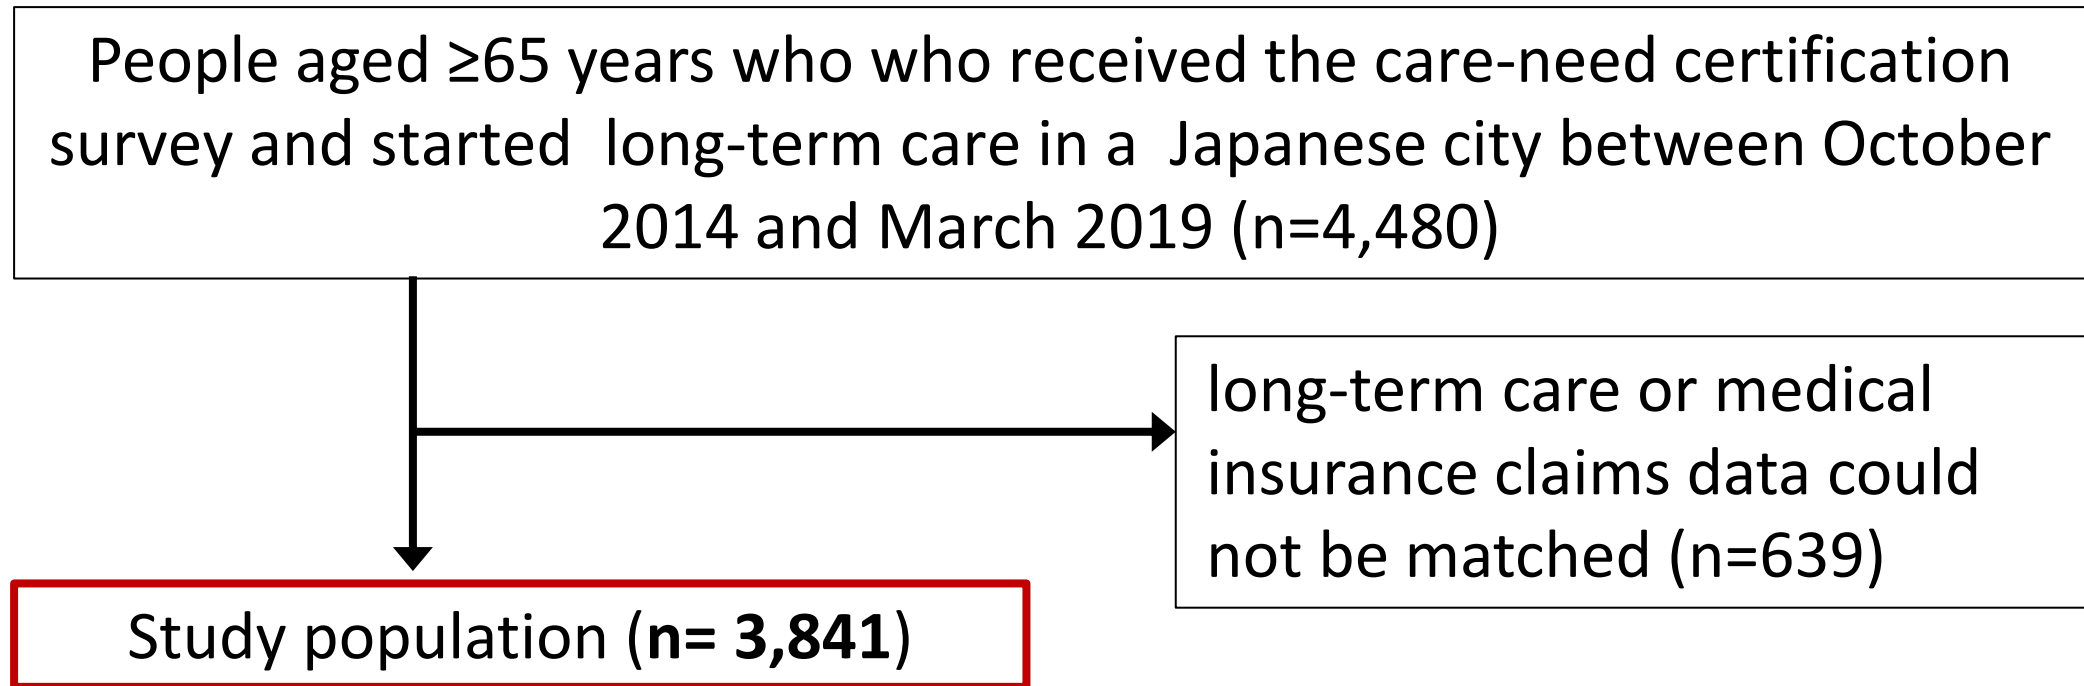 People aged ≥65 years who who received the care-need certification
survey and started  long-term care in a  Japanese city between October
2014 and March 2019 (n=4,480)
long-term care or medical
insurance claims data could
not be matched (n=639)
Study population (n= 3,841)